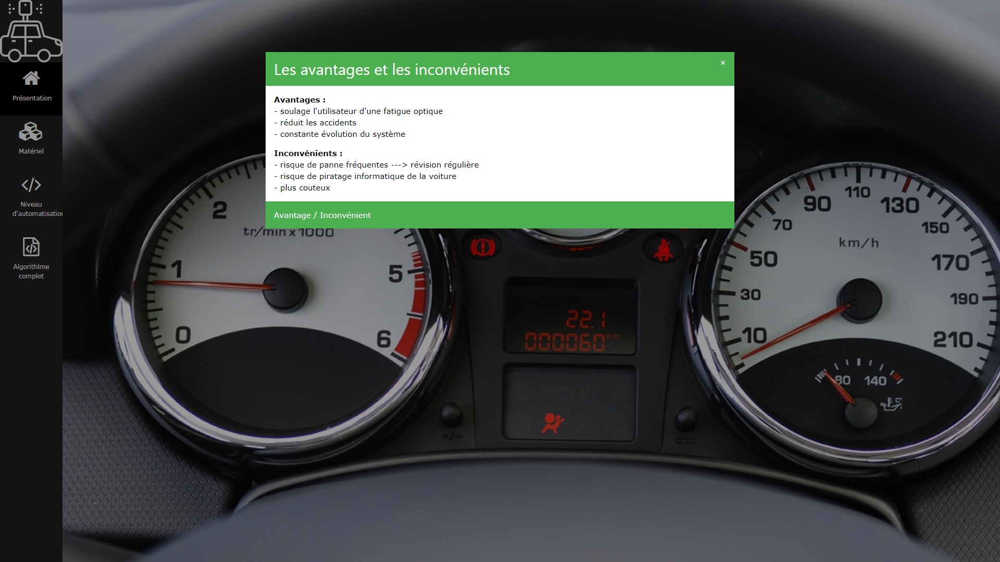 Présentation
Matériel
Niveau
d'automatisation
AlgorithIme
complet
Les avantages et les inconvénients
×
Avantages :
- soulage l'utilisateur d'une fatigue optique
- réduit les accidents
- constante évolution du système
Inconvénients :
- risque de panne fréquentes ---> révision régulière
- risque de piratage informatique de la voiture
- plus couteux
Avantage / Inconvénient
0
1
2
5
6
tr/min x 1000
22.1
000060 km
STOP
10
30
50
70
90
110
130
150
170
190
210
km/h
80
140
C°